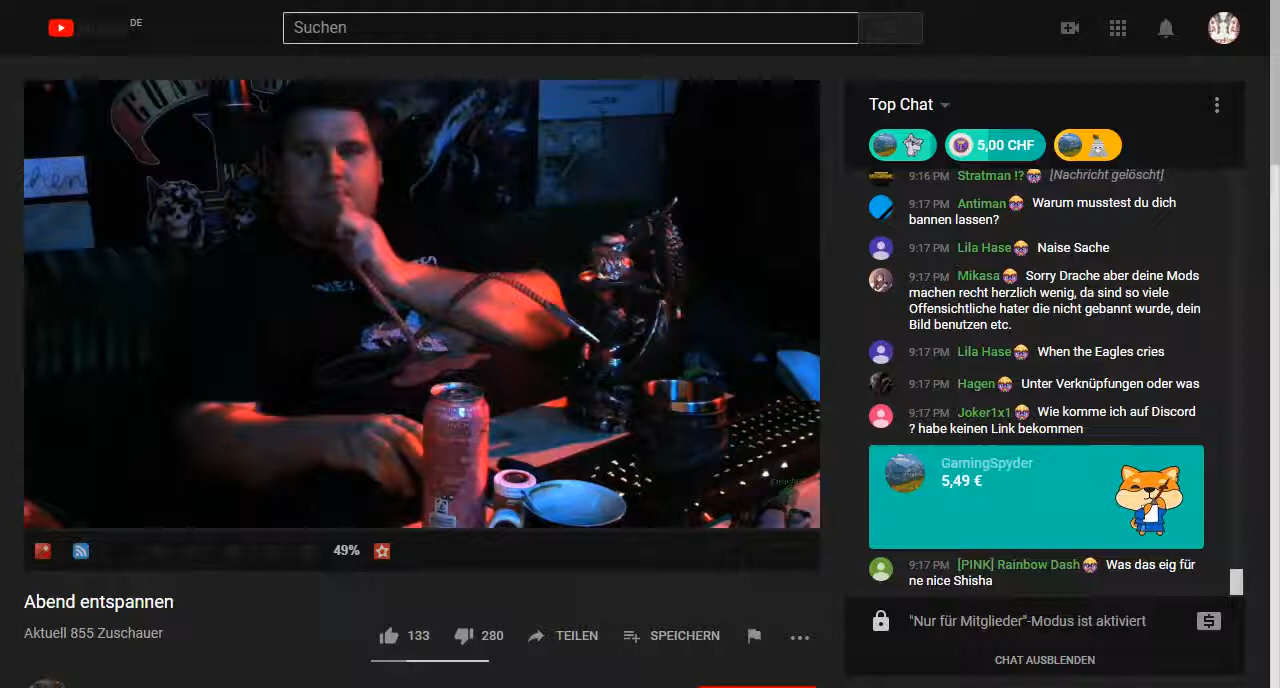 DE
Suchen
Top Chat
5,00 CHF
9:16 PM Stratman !? [Nachricht gelöscht]
9:17 PM Antiman Warum musstest du dich
bannen lassen?
9:17 PM Lila Hase Naise Sache
9:17 PM Mikasa Sorry Drache aber deine Mods
machen recht herzlich wenig, da sind so viele
Offensichtliche hater die nicht gebannt wurde, dein
Bild benutzen etc.
9:17 PM Lila Hase When the Eagles cries
9:17 PM Hagen Unter Verknüpfungen oder was
9:17 PM Joker1x1 Wie komme ich auf Discord
? habe keinen Link bekommen
GamingSpyder
5,49 €
9:17 PM [PINK] Rainbow Dash Was das eig für
ne nice Shisha
"Nur für Mitglieder"-Modus ist aktiviert
CHAT AUSBLENDEN
49%
Abend entspannen
Aktuell 855 Zuschauer
133
280
TEILEN
SPEICHERN